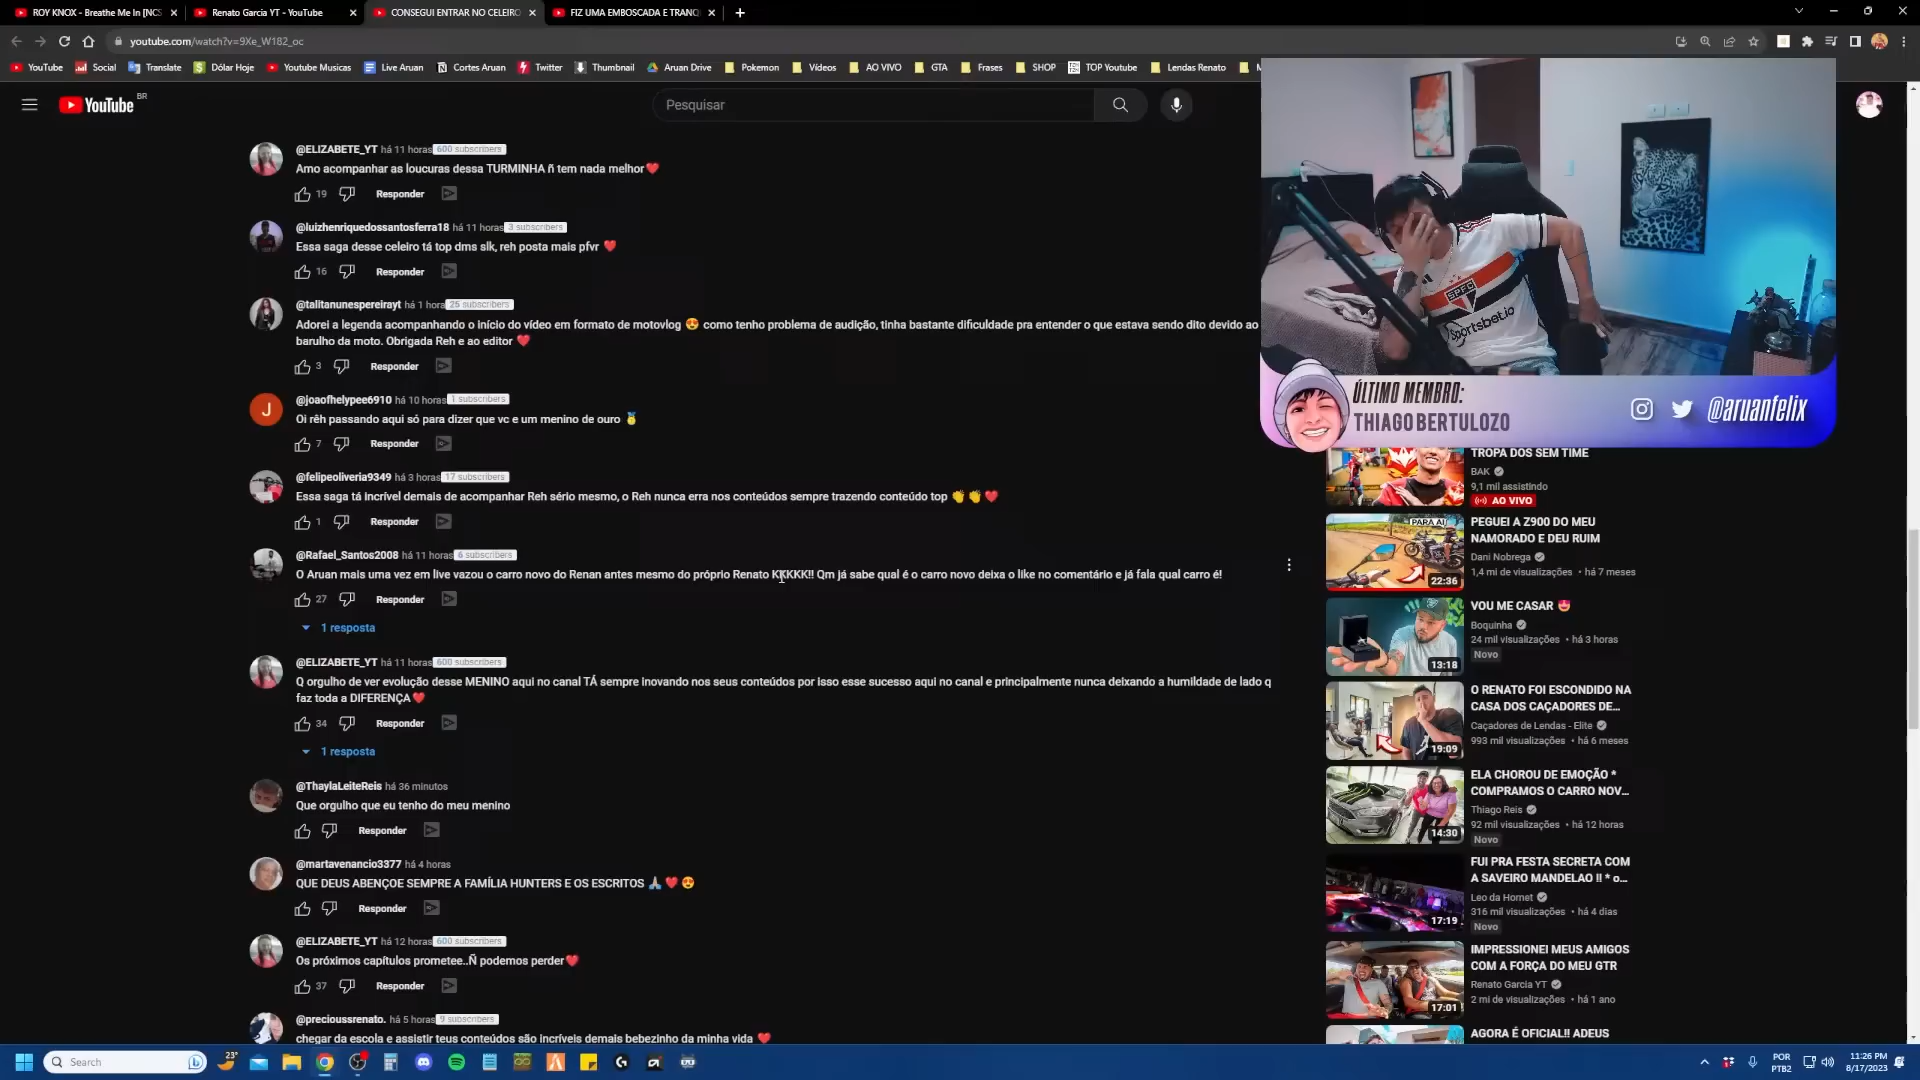 ROY KNOX - Breathe Me In [NCS
Renato Garcia YT - YouTube
CONSEGUI ENTRAR NO CELEIRO
FIZ UMA EMBOSCADA E TRANQ
youtube.com/watch?v=9Xe_W182_oc
YouTube
Social
Translate
Dólar Hoje
Youtube Musicas
Live Aruan
Cortes Aruan
Twitter
Thumbnail
Aruan Drive
Pokemon
Vídeos
AO VIVO
GTA
Frases
SHOP
TOP Youtube
Lendas Renato
YouTube BR
Pesquisar
@ELIZABETE_YT há 11 horas 600 subscribers
Amo acompanhar as loucuras dessa TURMINHA ñ tem nada melhor❤️
19 Responder
@luizhenriquedossantosferra18 há 11 horas 3 subscribers
Essa saga desse celeiro tá top dms slk, reh posta mais pfvr ❤️
16 Responder
@talitanunespereirayt há 1 hora 25 subscribers
Adorei a legenda acompanhando o início do vídeo em formato de motovlog 😍 como tenho problema de audição, tinha bastante dificuldade pra entender o que estava sendo dito devido ao
barulho da moto. Obrigada Reh e ao editor ❤️
3 Responder
J
@joaofhelypee6910 há 10 horas 1 subscribers
Oi rêh passando aqui só para dizer que vc e um menino de ouro 🏅
7 Responder
@felipeoliveria9349 há 3 horas 17 subscribers
Essa saga tá incrível demais de acompanhar Reh sério mesmo, o Reh nunca erra nos conteúdos sempre trazendo conteúdo top 👏👏❤️
1 Responder
@Rafael_Santos2008 há 11 horas 6 subscribers
O Aruan mais uma vez em live vazou o carro novo do Renan antes mesmo do próprio Renato KKKKK!! Qm já sabe qual é o carro novo deixa o like no comentário e já fala qual carro é!
27 Responder
1 resposta
@ELIZABETE_YT há 11 horas 600 subscribers
Q orgulho de ver evolução desse MENINO aqui no canal TÁ sempre inovando nos seus conteúdos por isso esse sucesso aqui no canal e principalmente nunca deixando a humildade de lado q
faz toda a DIFERENÇA❤️
34 Responder
1 resposta
@ThaylaLeiteReis há 36 minutos
Que orgulho que eu tenho do meu menino
Responder
@martavenancio3377 há 4 horas
QUE DEUS ABENÇOE SEMPRE A FAMÍLIA HUNTERS E OS ESCRITOS 🙏❤️😍
Responder
@ELIZABETE_YT há 12 horas 600 subscribers
Os próximos capítulos prometee..Ñ podemos perder❤️
37 Responder
@precioussrenato. há 5 horas 9 subscribers
chegar da escola e assistir teus conteúdos são incríveis demais bebezinho da minha vida ❤️
SPFC
Sportsbet.io
ÚLTIMO MEMBRO:
THIAGO BERTULOZO
@aruanfelix
TROPA DOS SEM TIME
BAK
9,1 mil assistindo
AO VIVO
PARA AI
22:36
PEGUEI A Z900 DO MEU
NAMORADO E DEU RUIM
Dani Nobrega
1,4 mi de visualizações • há 7 meses
13:18
VOU ME CASAR 😍
Boquinha
24 mil visualizações • há 3 horas
Novo
19:09
O RENATO FOI ESCONDIDO NA
CASA DOS CAÇADORES DE...
Caçadores de Lendas - Elite
993 mil visualizações • há 6 meses
14:30
ELA CHOROU DE EMOÇÃO *
COMPRAMOS O CARRO NOV...
Thiago Reis
92 mil visualizações • há 12 horas
Novo
17:19
FUI PRA FESTA SECRETA COM
A SAVEIRO MANDELAO !! * o...
Leo da Hornet
316 mil visualizações • há 4 dias
Novo
17:01
IMPRESSIONEI MEUS AMIGOS
COM A FORÇA DO MEU GTR
Renato Garcia YT
2 mi de visualizações • há 1 ano
AGORA É OFICIAL!! ADEUS
Search
23°
POR
PTB2
11:26 PM
8/17/2023